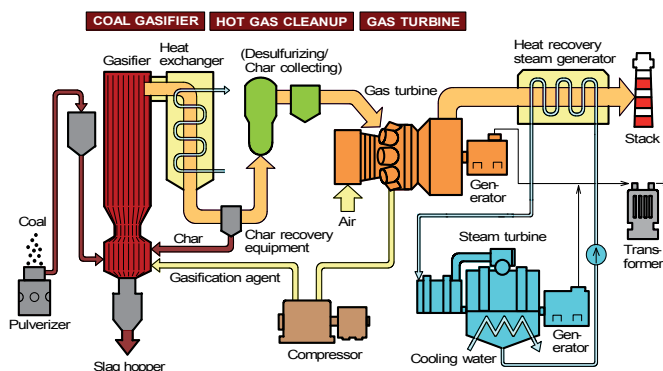 COAL GASIFIER
HOT GAS CLEANUP
GAS TURBINE
Gasifier
Heat
exchanger
(Desulfurizing/
Char collecting)
Gas turbine
Heat recovery
steam generator
Stack
Gen-
erator
Air
Coal
Char
Char recovery
equipment
Gasification agent
Pulverizer
Compressor
Steam turbine
Trans-
former
Gen-
erator
Cooling water
Slag hopper